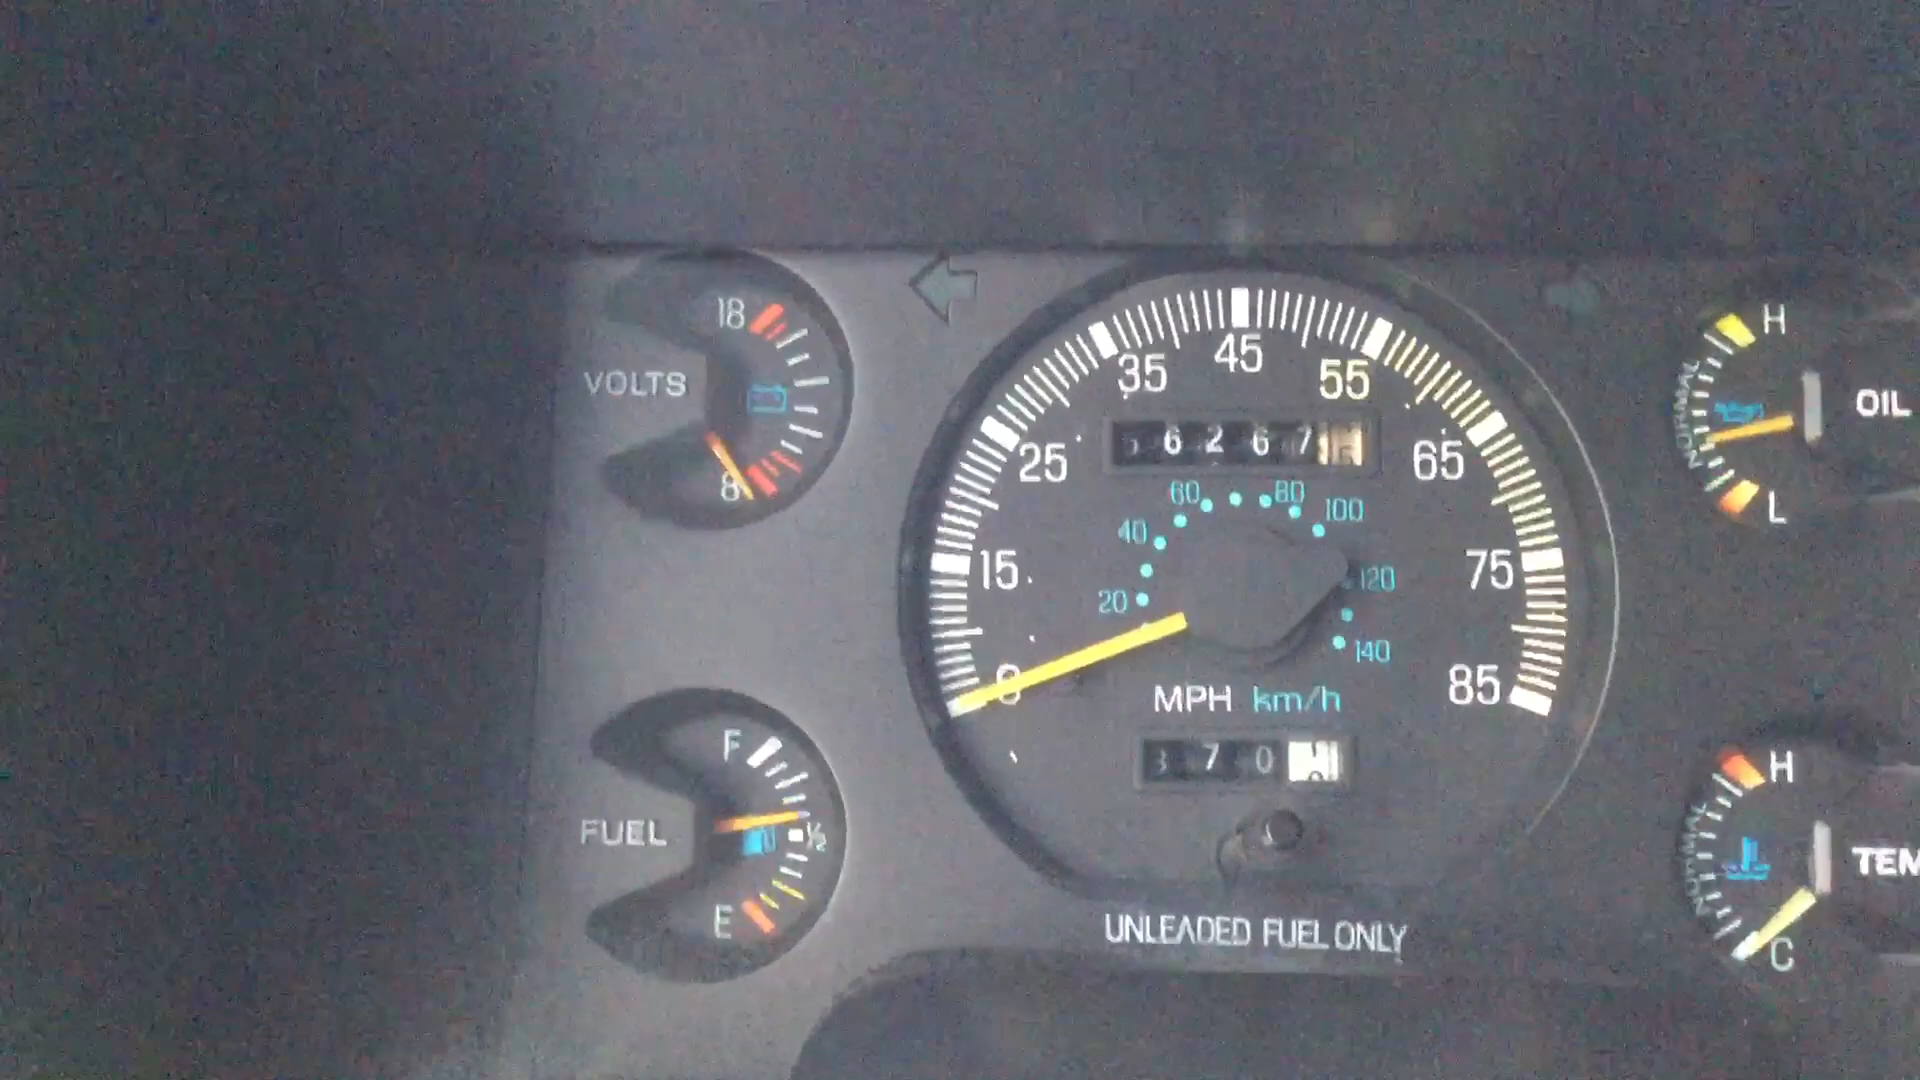 18
VOLTS
8
35 45 55
25 65
15 75
0 85
5 6 2 6 7
60 80
40 100
20 120
140
MPH km/h
3 7 0
UNLEADED FUEL ONLY
F
FUEL ½
E
H
NORMAL OIL
L
H
NORMAL TEM
C